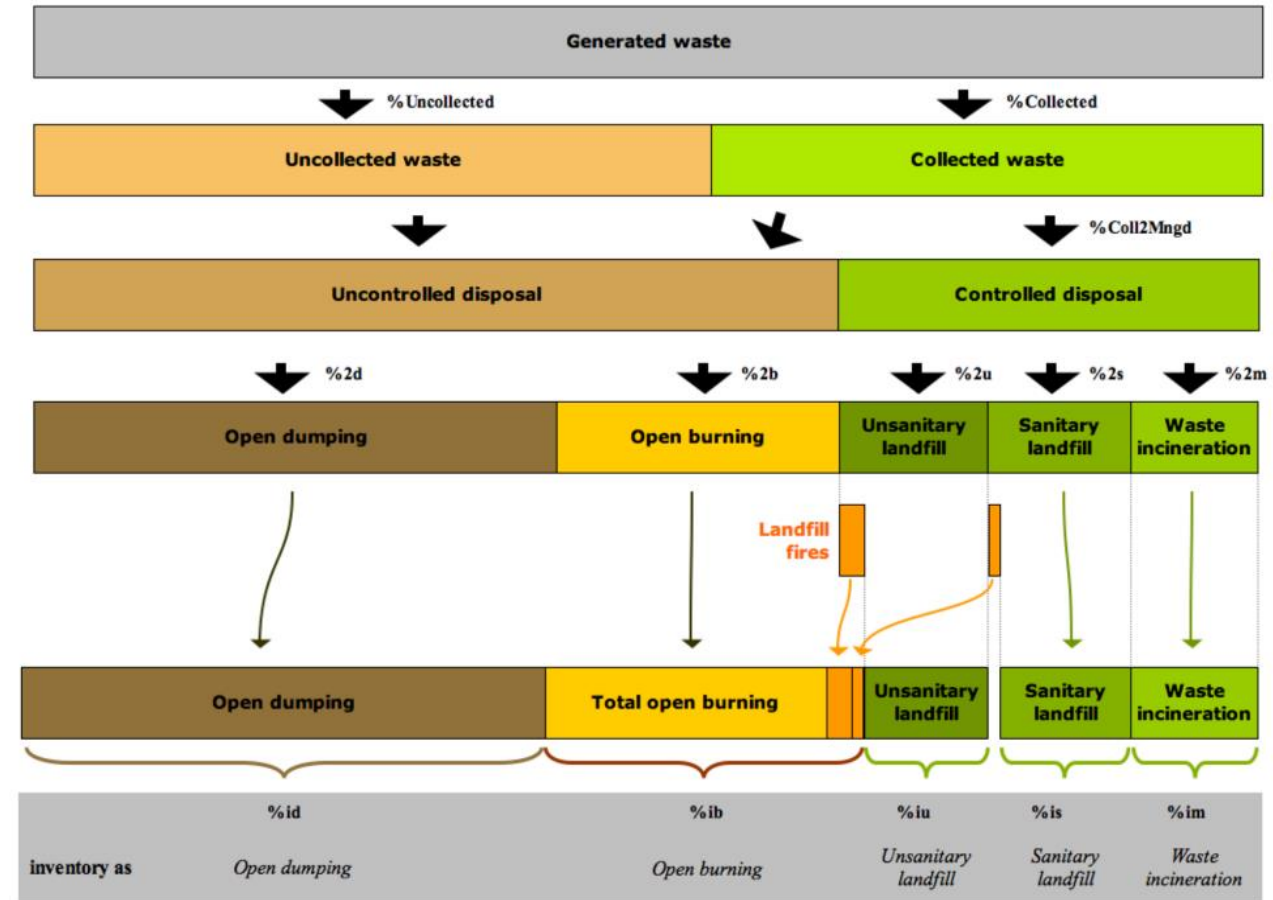 Generated waste
%Uncollected
%Collected
Uncollected waste
Collected waste
%Coll2Mngd
Uncontrolled disposal
Controlled disposal
%2d
%2b
%2u
%2s
%2m
Open dumping
Open burning
Unsanitary
landfill
Sanitary
landfill
Waste
incineration
Landfill
fires
Open dumping
Total open burning
Unsanitary
landfill
Sanitary
landfill
Waste
incineration
%id
%ib
%iu
%is
%im
inventory as
Open dumping
Open burning
Unsanitary
landfill
Sanitary
landfill
Waste
incineration